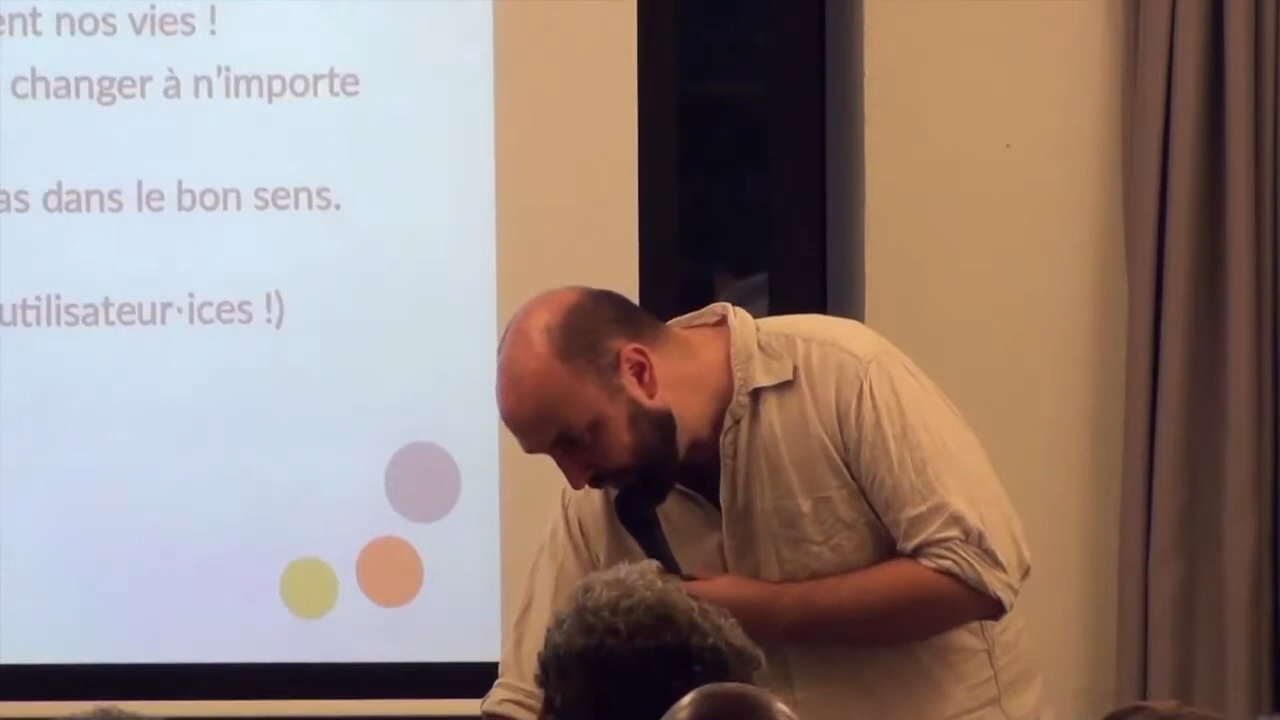 ent nos vies !
changer à n'importe
as dans le bon sens.
utilisateur·ices !)